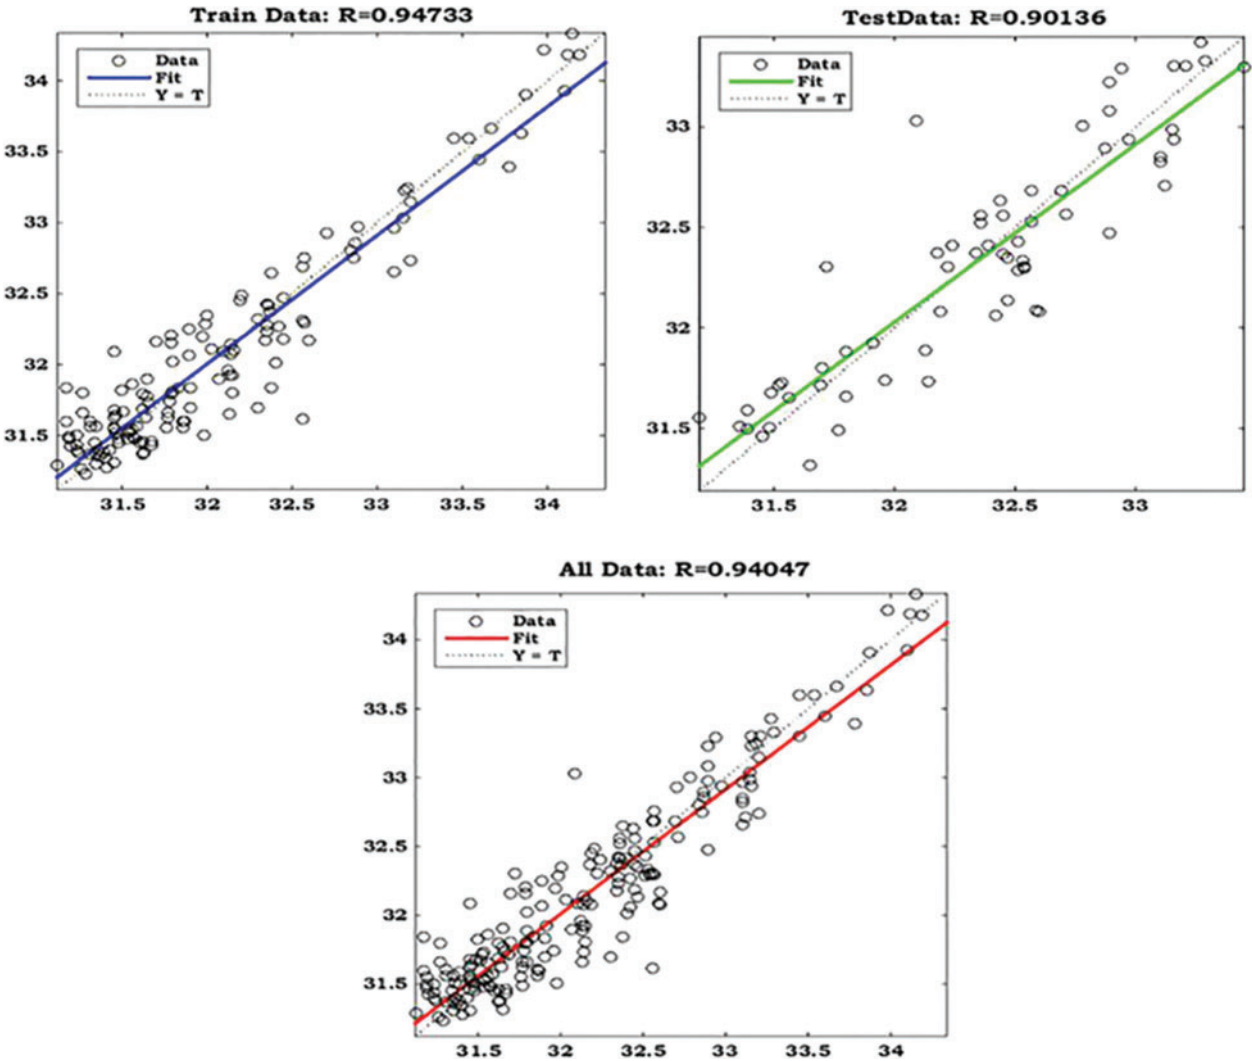 Train Data: R=0.94733
Data
Fit
Y = T
34
33.5
33
32.5
32
31.5
31.5 32 32.5 33 33.5 34
TestData: R=0.90136
Data
Fit
Y = T
33
32.5
32
31.5
31.5 32 32.5 33
All Data: R=0.94047
Data
Fit
Y = T
34
33.5
33
32.5
32
31.5
31.5 32 32.5 33 33.5 34